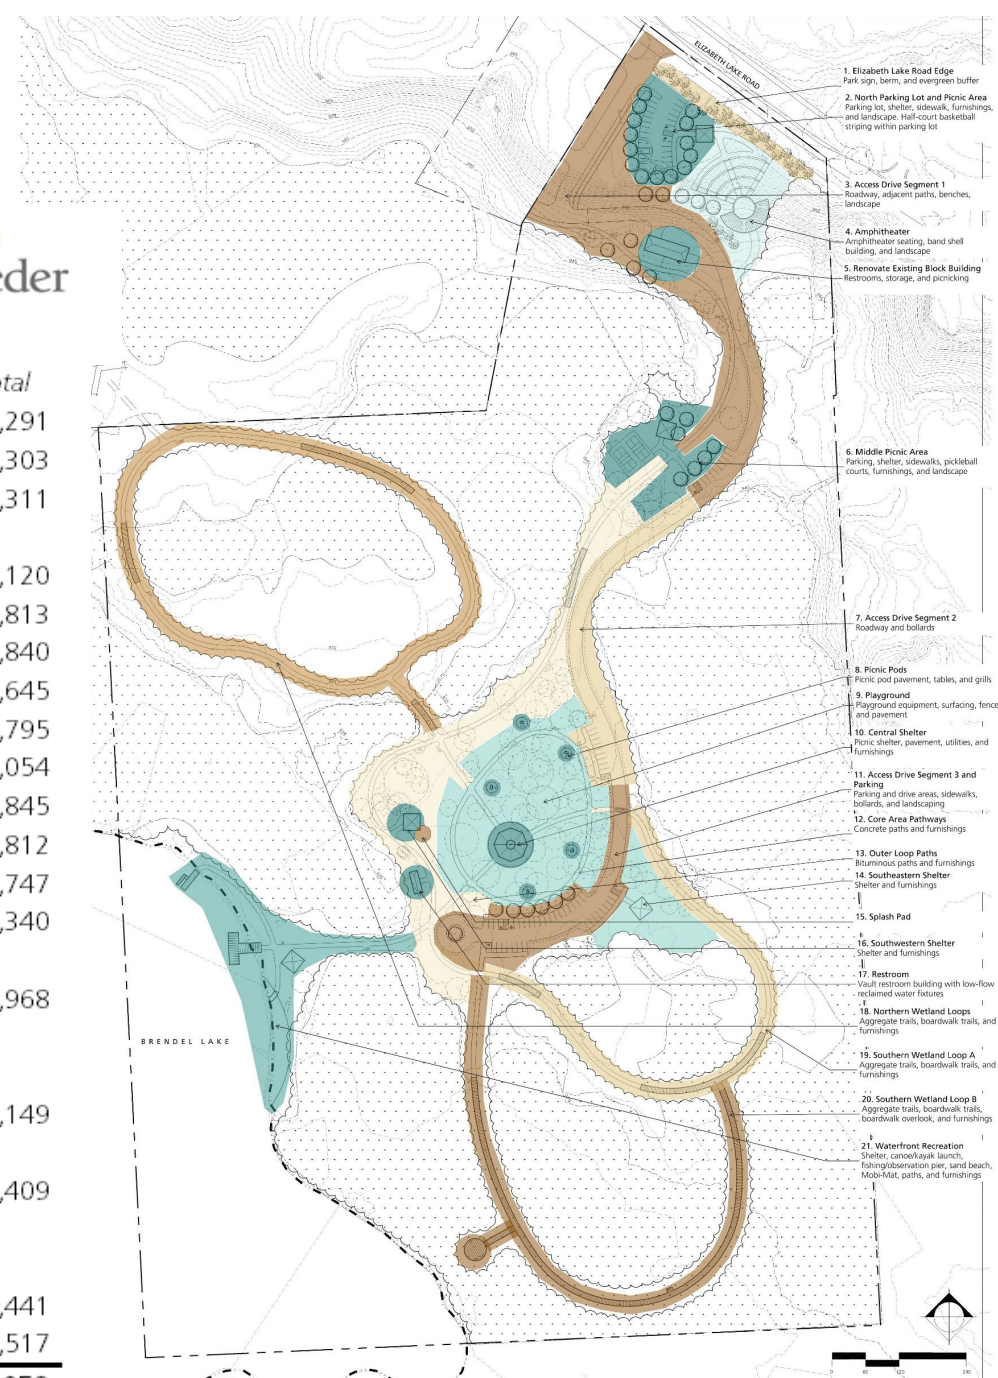 eder
otal
,291
,303
,311
,120
,813
,840
,645
,795
,054
,845
,812
,747
,340
,968
,149
,409
,441
,517
ELIZABETH LAKE ROAD
1. Elizabeth Lake Road Edge
Park sign, berm, and evergreen buffer
2. North Parking Lot and Picnic Area
Parking lot, shelter, sidewalk, furnishings,
and landscape. Half-court basketball
striping within parking lot
3. Access Drive Segment 1
Roadway, adjacent paths, benches,
landscape
4. Amphitheater
Amphitheater seating, band shell
building, and landscape
5. Renovate Existing Block Building
Restrooms, storage, and picnicking
6. Middle Picnic Area
Parking, shelter, sidewalks, pickleball
courts, furnishings, and landscape
7. Access Drive Segment 2
Roadway and bollards
8. Picnic Pods
Picnic pod pavement, tables, and grills
9. Playground
Playground equipment, surfacing, fence
and pavement
10. Central Shelter
Picnic shelter, pavement, utilities, and
furnishings
11. Access Drive Segment 3 and
Parking
Parking and drive areas, sidewalks,
bollards, and landscaping
12. Core Area Pathways
Concrete paths and furnishings
13. Outer Loop Paths
Bituminous paths and furnishings
14. Southeastern Shelter
Shelter and furnishings
15. Splash Pad
16. Southwestern Shelter
Shelter and furnishings
17. Restroom
Vault restroom building with low-flow
reclaimed water fixtures
18. Northern Wetland Loops
Aggregate trails, boardwalk trails, and
furnishings
19. Southern Wetland Loop A
Aggregate trails, boardwalk trails, and
furnishings
20. Southern Wetland Loop B
Aggregate trails, boardwalk trails,
boardwalk overlook, and furnishings
21. Waterfront Recreation
Shelter, canoe/kayak launch,
fishing/observation pier, sand beach,
Mobi-Mat, paths, and furnishings
BRENDEL LAKE
0 60 120 240